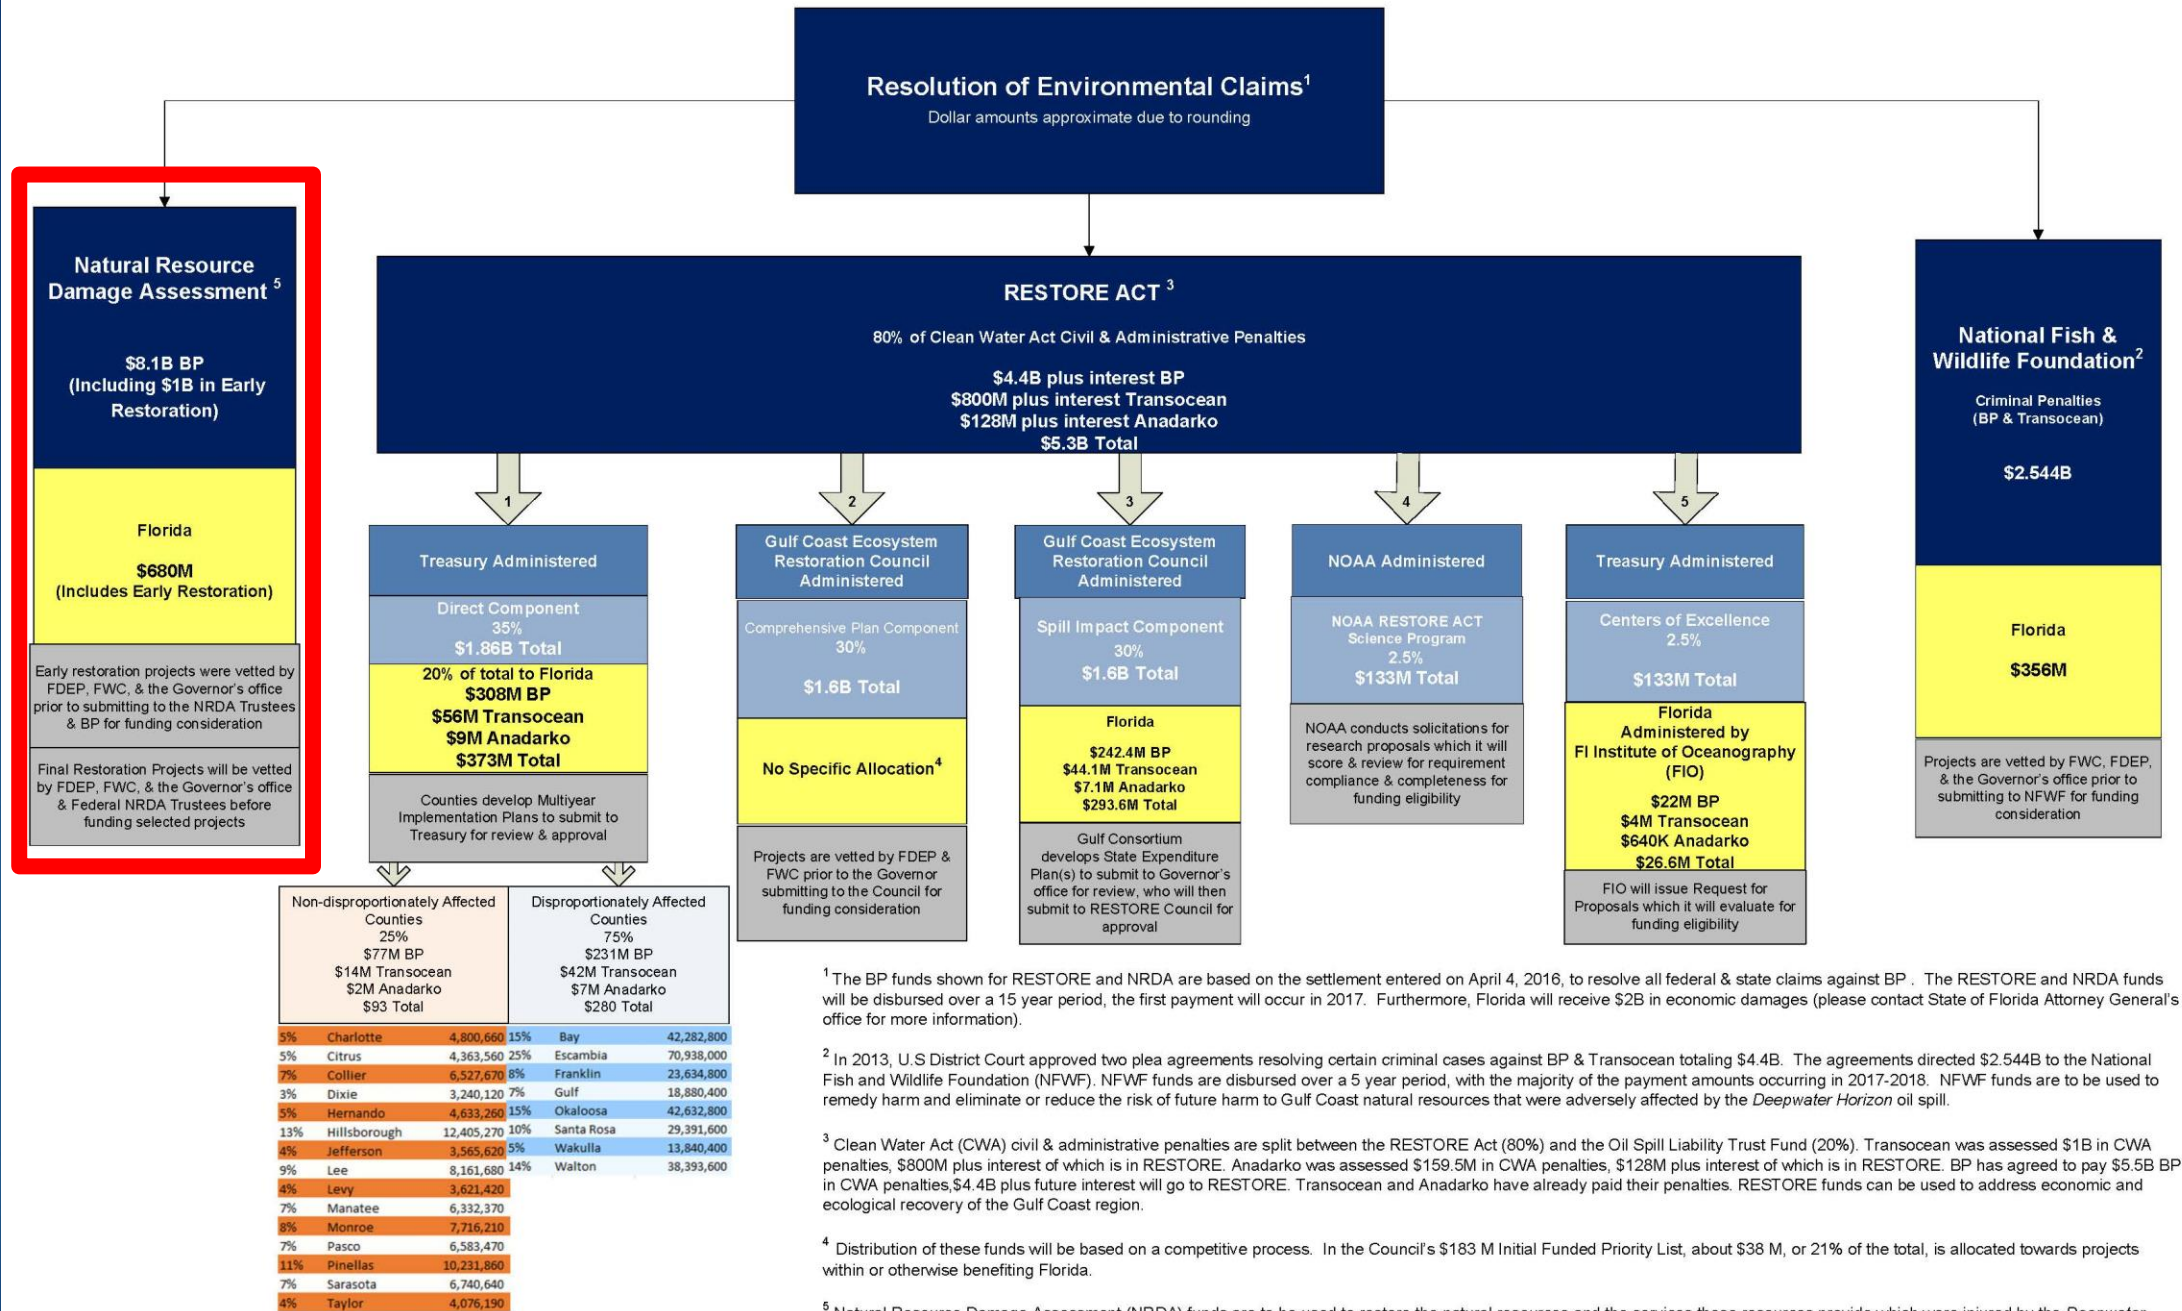 Resolution of Environmental Claims1
Dollar amounts approximate due to rounding
Natural Resource
Damage Assessment 5
$8.1B BP
(Including $1B in Early
Restoration)
Florida
$680M
(Includes Early Restoration)
Early restoration projects were vetted by
FDEP, FWC, & the Governor's office
prior to submitting to the NRDA Trustees
& BP for funding consideration
Final Restoration Projects will be vetted
by FDEP, FWC, & the Governor's office
& Federal NRDA Trustees before
funding selected projects
RESTORE ACT 3
80% of Clean Water Act Civil & Administrative Penalties
$4.4B plus interest BP
$800M plus interest Transocean
$128M plus interest Anadarko
$5.3B Total
National Fish &
Wildlife Foundation2
Criminal Penalties
(BP & Transocean)
$2.544B
Florida
$356M
Projects are vetted by FWC, FDEP,
& the Governor's office prior to
submitting to NFWF for funding
consideration
1
Treasury Administered
Direct Component
35%
$1.86B Total
20% of total to Florida
$308M BP
$56M Transocean
$9M Anadarko
$373M Total
Counties develop Multiyear
Implementation Plans to submit to
Treasury for review & approval
2
Gulf Coast Ecosystem
Restoration Council
Administered
Comprehensive Plan Component
30%
$1.6B Total
No Specific Allocation4
Projects are vetted by FDEP &
FWC prior to the Governor
submitting to the Council for
funding consideration
3
Gulf Coast Ecosystem
Restoration Council
Administered
Spill Impact Component
30%
$1.6B Total
Florida
$242.4M BP
$44.1M Transocean
$7.1M Anadarko
$293.6M Total
Gulf Consortium
develops State Expenditure
Plan(s) to submit to Governor's
office for review, who will then
submit to RESTORE Council for
approval
4
NOAA Administered
NOAA RESTORE ACT
Science Program
2.5%
$133M Total
NOAA conducts solicitations for
research proposals which it will
score & review for requirement
compliance & completeness for
funding eligibility
5
Treasury Administered
Centers of Excellence
2.5%
$133M Total
Florida
Administered by
Fl Institute of Oceanography
(FIO)
$22M BP
$4M Transocean
$640K Anadarko
$26.6M Total
FIO will issue Request for
Proposals which it will evaluate for
funding eligibility
Non-disproportionately Affected
Counties
25%
$77M BP
$14M Transocean
$2M Anadarko
$93 Total
Disproportionately Affected
Counties
75%
$231M BP
$42M Transocean
$7M Anadarko
$280 Total
5% Charlotte 4,800,660
5% Citrus 4,363,560
7% Collier 6,527,670
3% Dixie 3,240,120
5% Hernando 4,633,260
13% Hillsborough 12,405,270
4% Jefferson 3,565,620
9% Lee 8,161,680
4% Levy 3,621,420
7% Manatee 6,332,370
8% Monroe 7,716,210
7% Pasco 6,583,470
11% Pinellas 10,231,860
7% Sarasota 6,740,640
4% Taylor 4,076,190
15% Bay 42,282,800
25% Escambia 70,938,000
8% Franklin 23,634,800
7% Gulf 18,880,400
15% Okaloosa 42,632,800
10% Santa Rosa 29,391,600
5% Wakulla 13,840,400
14% Walton 38,393,600
1 The BP funds shown for RESTORE and NRDA are based on the settlement entered on April 4, 2016, to resolve all federal & state claims against BP . The RESTORE and NRDA funds
will be disbursed over a 15 year period, the first payment will occur in 2017. Furthermore, Florida will receive $2B in economic damages (please contact State of Florida Attorney General's
office for more information).
2 In 2013, U.S District Court approved two plea agreements resolving certain criminal cases against BP & Transocean totaling $4.4B. The agreements directed $2.544B to the National
Fish and Wildlife Foundation (NFWF). NFWF funds are disbursed over a 5 year period, with the majority of the payment amounts occurring in 2017-2018. NFWF funds are to be used to
remedy harm and eliminate or reduce the risk of future harm to Gulf Coast natural resources that were adversely affected by the Deepwater Horizon oil spill.
3 Clean Water Act (CWA) civil & administrative penalties are split between the RESTORE Act (80%) and the Oil Spill Liability Trust Fund (20%). Transocean was assessed $1B in CWA
penalties, $800M plus interest of which is in RESTORE. Anadarko was assessed $159.5M in CWA penalties, $128M plus interest of which is in RESTORE. BP has agreed to pay $5.5B BP
in CWA penalties,$4.4B plus future interest will go to RESTORE. Transocean and Anadarko have already paid their penalties. RESTORE funds can be used to address economic and
ecological recovery of the Gulf Coast region.
4 Distribution of these funds will be based on a competitive process. In the Council's $183 M Initial Funded Priority List, about $38 M, or 21% of the total, is allocated towards projects
within or otherwise benefiting Florida.
5 Natural Resource Damage Assessment (NRDA) funds are to be used to restore the natural resources and the services those resources provide which were injured by the Deepwater